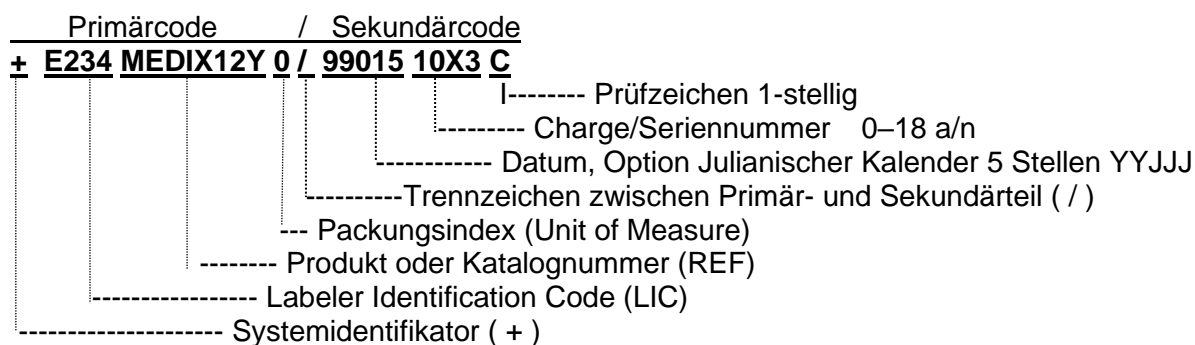 Primärcode / Sekundärcode
+ E234 MEDIX12Y 0 / 99015 10X3 C
I-------- Prüfzeichen 1-stellig
--------- Charge/Seriennummer 0–18 a/n
------------ Datum, Option Julianischer Kalender 5 Stellen YYJJJ
----------Trennzeichen zwischen Primär- und Sekundärteil ( / )
--- Packungsindex (Unit of Measure)
-------- Produkt oder Katalognummer (REF)
----------------- Labeler Identification Code (LIC)
--------------------- Systemidentifikator ( + )